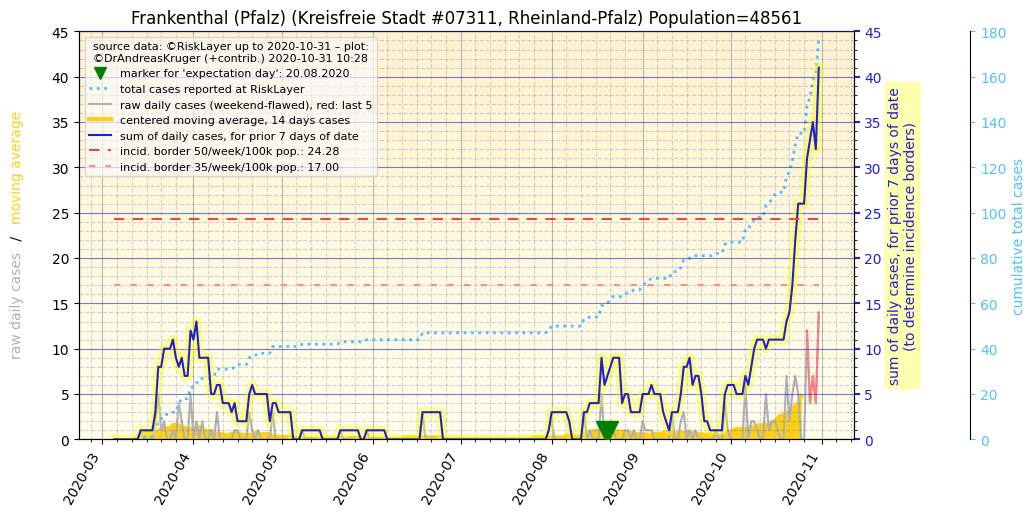 Frankenthal (Pfalz) (Kreisfreie Stadt #07311, Rheinland-Pfalz) Population=48561
source data: ©RiskLayer up to 2020-10-31 – plot:
©DrAndreasKruger (+contrib.) 2020-10-31 10:28
marker for 'expectation day': 20.08.2020
total cases reported at RiskLayer
raw daily cases (weekend-flawed), red: last 5
centered moving average, 14 days cases
sum of daily cases, for prior 7 days of date
incid. border 50/week/100k pop.: 24.28
incid. border 35/week/100k pop.: 17.00
raw daily cases / moving average
45
40
35
30
25
20
15
10
5
0
2020-03
2020-04
2020-05
2020-06
2020-07
2020-08
2020-09
2020-10
2020-11
45
40
35
30
25
20
15
10
5
0
sum of daily cases, for prior 7 days of date
(to determine incidence borders)
180
160
140
120
100
80
60
40
20
0
cumulative total cases